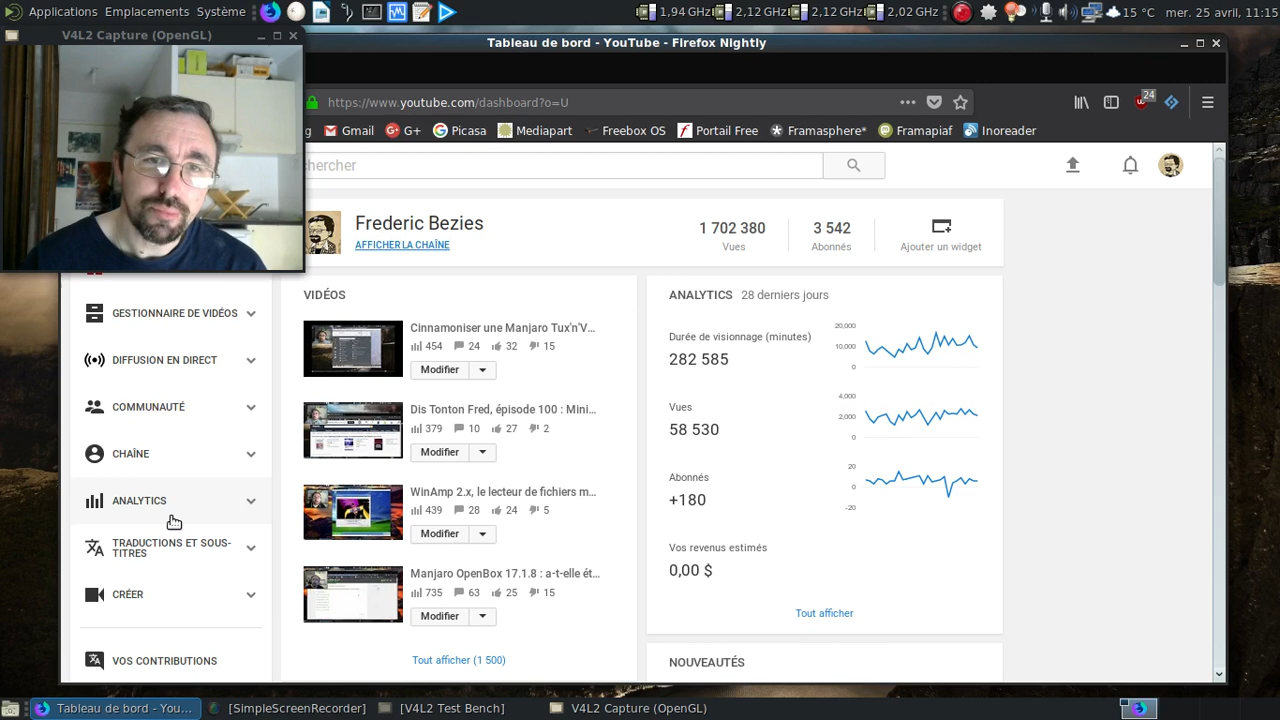 Applications Emplacements Système
1,94 GHz 2,12 GHz 2,12 GHz 2,02 GHz
15 °C mer. 25 avril, 11:15
V4L2 Capture (OpenGL)
Tableau de bord - YouTube - Firefox Nightly
https://www.youtube.com/dashboard?o=U
24
g Gmail G+ Picasa Mediapart Freebox OS Portail Free Framasphère* Framapiaf Inoreader
hercher
Frederic Bezies
AFFICHER LA CHAÎNE
1 702 380
Vues
3 542
Abonnés
Ajouter un widget
GESTIONNAIRE DE VIDÉOS
DIFFUSION EN DIRECT
COMMUNAUTÉ
CHAÎNE
ANALYTICS
TRADUCTIONS ET SOUS-
TITRES
CRÉER
VOS CONTRIBUTIONS
VIDÉOS
Cinnamoniser une Manjaro Tux'n'V...
454 24 32 15
Modifier
Dis Tonton Fred, épisode 100 : Mini...
379 10 27 2
Modifier
WinAmp 2.x, le lecteur de fichiers m...
439 28 24 5
Modifier
Manjaro OpenBox 17.1.8 : a-t-elle ét...
735 63 25 15
Modifier
Tout afficher (1 500)
ANALYTICS 28 derniers jours
Durée de visionnage (minutes)
282 585
20,000
10,000
0
Vues
58 530
4,000
2,000
0
Abonnés
+180
20
0
-20
Vos revenus estimés
0,00 $
Tout afficher
NOUVEAUTÉS
Tableau de bord - You... [SimpleScreenRecorder] [V4L2 Test Bench] V4L2 Capture (OpenGL)